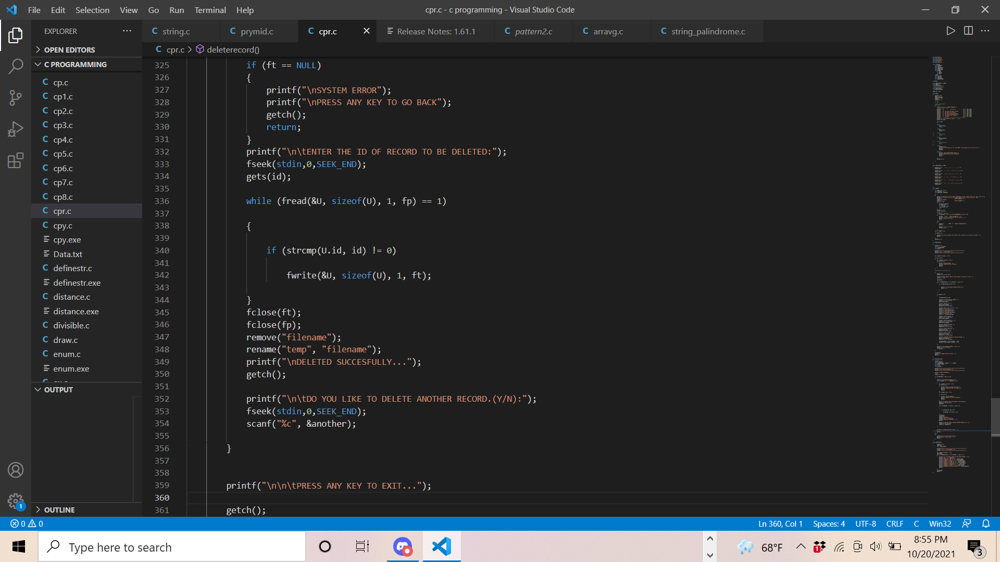 File Edit Selection View Go Run Terminal Help
cpr.c - c programming - Visual Studio Code
EXPLORER ...
C string.c
C prymid.c
C cpr.c
Release Notes: 1.61.1
C pattern2.c
C arravg.c
C string_palindrome.c
OPEN EDITORS
C PROGRAMMING
C cp.c
C cp1.c
C cp2.c
C cp3.c
C cp4.c
C cp5.c
C cp6.c
C cp7.c
C cp8.c
C cpr.c
C cpy.c
cpy.exe
Data.txt
C definestr.c
definestr.exe
C distance.c
distance.exe
C divisible.c
C draw.c
C enum.c
enum.exe
OUTPUT
OUTLINE
C cpr.c > deleterecord()
325 if (ft == NULL)
326 {
327 printf("\nSYSTEM ERROR");
328 printf("\nPRESS ANY KEY TO GO BACK");
329 getch();
330 return;
331 }
332 printf("\n\tENTER THE ID OF RECORD TO BE DELETED:");
333 fseek(stdin,0,SEEK_END);
334 gets(id);
335
336 while (fread(&U, sizeof(U), 1, fp) == 1)
337
338 {
339
340 if (strcmp(U.id, id) != 0)
341
342 fwrite(&U, sizeof(U), 1, ft);
343
344 }
345 fclose(ft);
346 fclose(fp);
347 remove("filename");
348 rename("temp", "filename");
349 printf("\nDELETED SUCCESFULLY...");
350 getch();
351
352 printf("\n\tDO YOU LIKE TO DELETE ANOTHER RECORD.(Y/N):");
353 fseek(stdin,0,SEEK_END);
354 scanf("%c", &another);
355
356 }
357
358
359 printf("\n\n\tPRESS ANY KEY TO EXIT...");
360
361 getch();
1
0 0
Ln 360, Col 1 Spaces: 4 UTF-8 CRLF C Win32
Type here to search
68°F
1
8:55 PM
10/20/2021
3